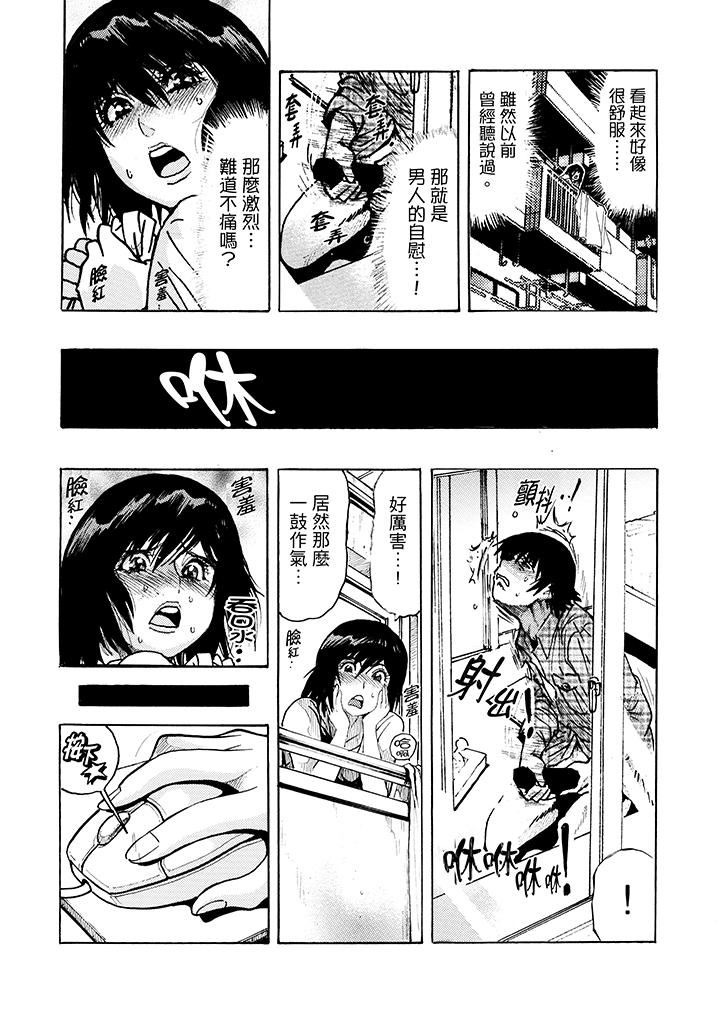 看起來好像
很舒服……
雖然以前
曾經聽說過。
套弄
套弄
套弄
那就是
男人的自慰…！
那麼激烈…
難道不痛嗎？
害羞
臉紅
咻
顫抖…！
射出！
咻咻咻咻！
！
好厲害…！
居然那麼
一鼓作氣…
臉紅…
害羞
哈啊
害羞
臉紅…
吞口水…
按下